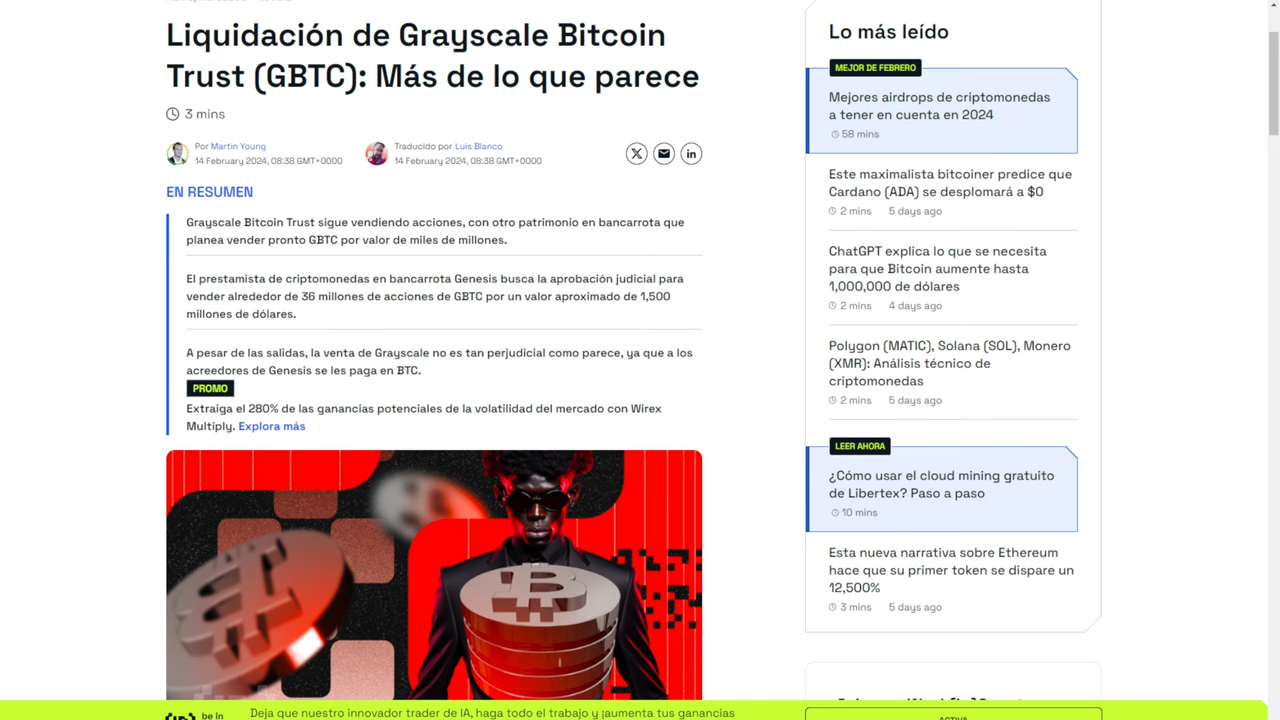 Liquidación de Grayscale Bitcoin
Trust (GBTC): Más de lo que parece
3 mins
Por Martin Young
14 February 2024, 08:38 GMT+0000
Traducido por Luis Blanco
14 February 2024, 08:38 GMT+0000
EN RESUMEN
Grayscale Bitcoin Trust sigue vendiendo acciones, con otro patrimonio en bancarrota que
planea vender pronto GBTC por valor de miles de millones.
El prestamista de criptomonedas en bancarrota Genesis busca la aprobación judicial para
vender alrededor de 36 millones de acciones de GBTC por un valor aproximado de 1,500
millones de dólares.
A pesar de las salidas, la venta de Grayscale no es tan perjudicial como parece, ya que a los
acreedores de Genesis se les paga en BTC.
PROMO
Extraiga el 280% de las ganancias potenciales de la volatilidad del mercado con Wirex
Multiply. Explora más
Lo más leído
MEJOR DE FEBRERO
Mejores airdrops de criptomonedas
a tener en cuenta en 2024
58 mins
Este maximalista bitcoiner predice que
Cardano (ADA) se desplomará a $0
2 mins 5 days ago
ChatGPT explica lo que se necesita
para que Bitcoin aumente hasta
1,000,000 de dólares
2 mins 4 days ago
Polygon (MATIC), Solana (SOL), Monero
(XMR): Análisis técnico de
criptomonedas
2 mins 5 days ago
LEER AHORA
¿Cómo usar el cloud mining gratuito
de Libertex? Paso a paso
10 mins
Esta nueva narrativa sobre Ethereum
hace que su primer token se dispare un
12,500%
3 mins 5 days ago
be in
Deja que nuestro innovador trader de IA, haga todo el trabajo y ¡aumenta tus ganancias